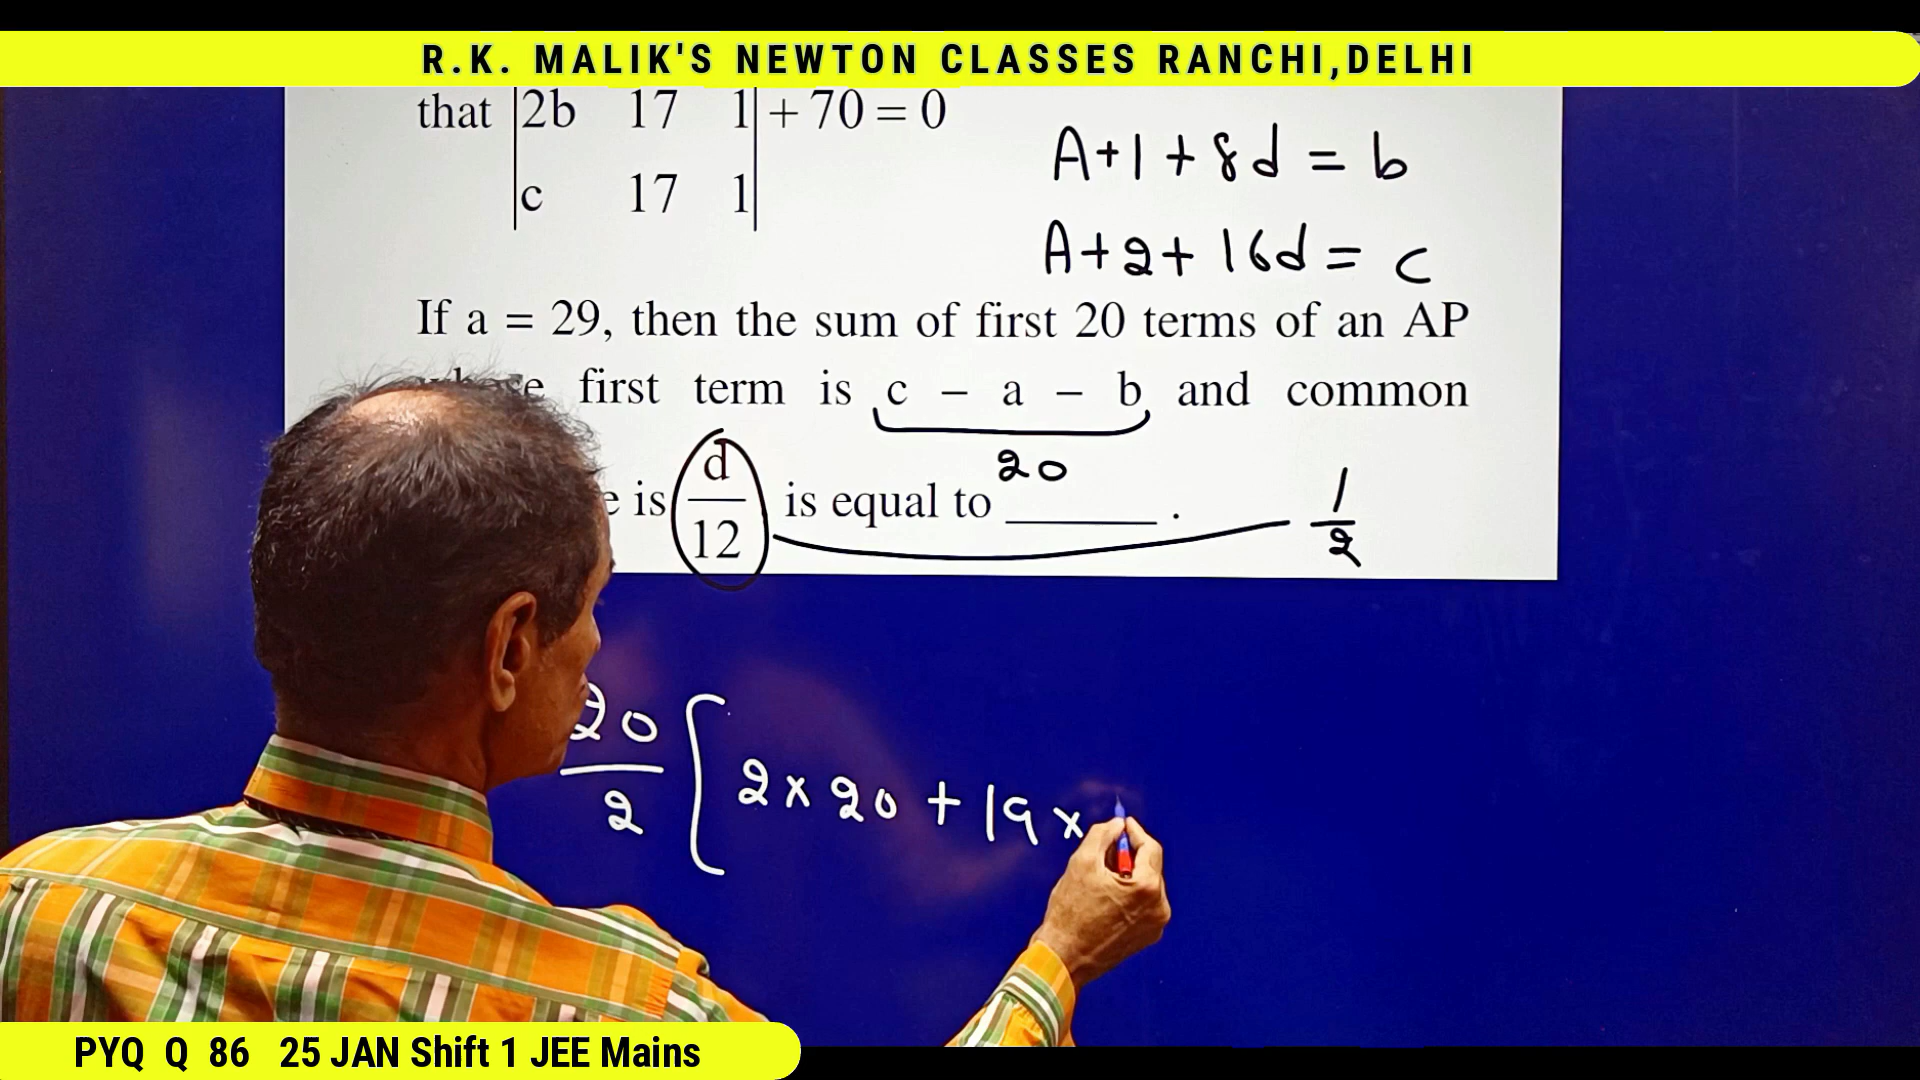 R.K. MALIK'S NEWTON CLASSES RANCHI,DELHI
that |2b 17 1| + 70 = 0
|c 17 1|
A+1+8d = b
A+2+16d = c
If a = 29, then the sum of first 20 terms of an AP
first term is c – a – b and common
20
is d/12 is equal to ______ .
1/2
20/2 [ 2×20 + 19×
PYQ Q 86 25 JAN Shift 1 JEE Mains